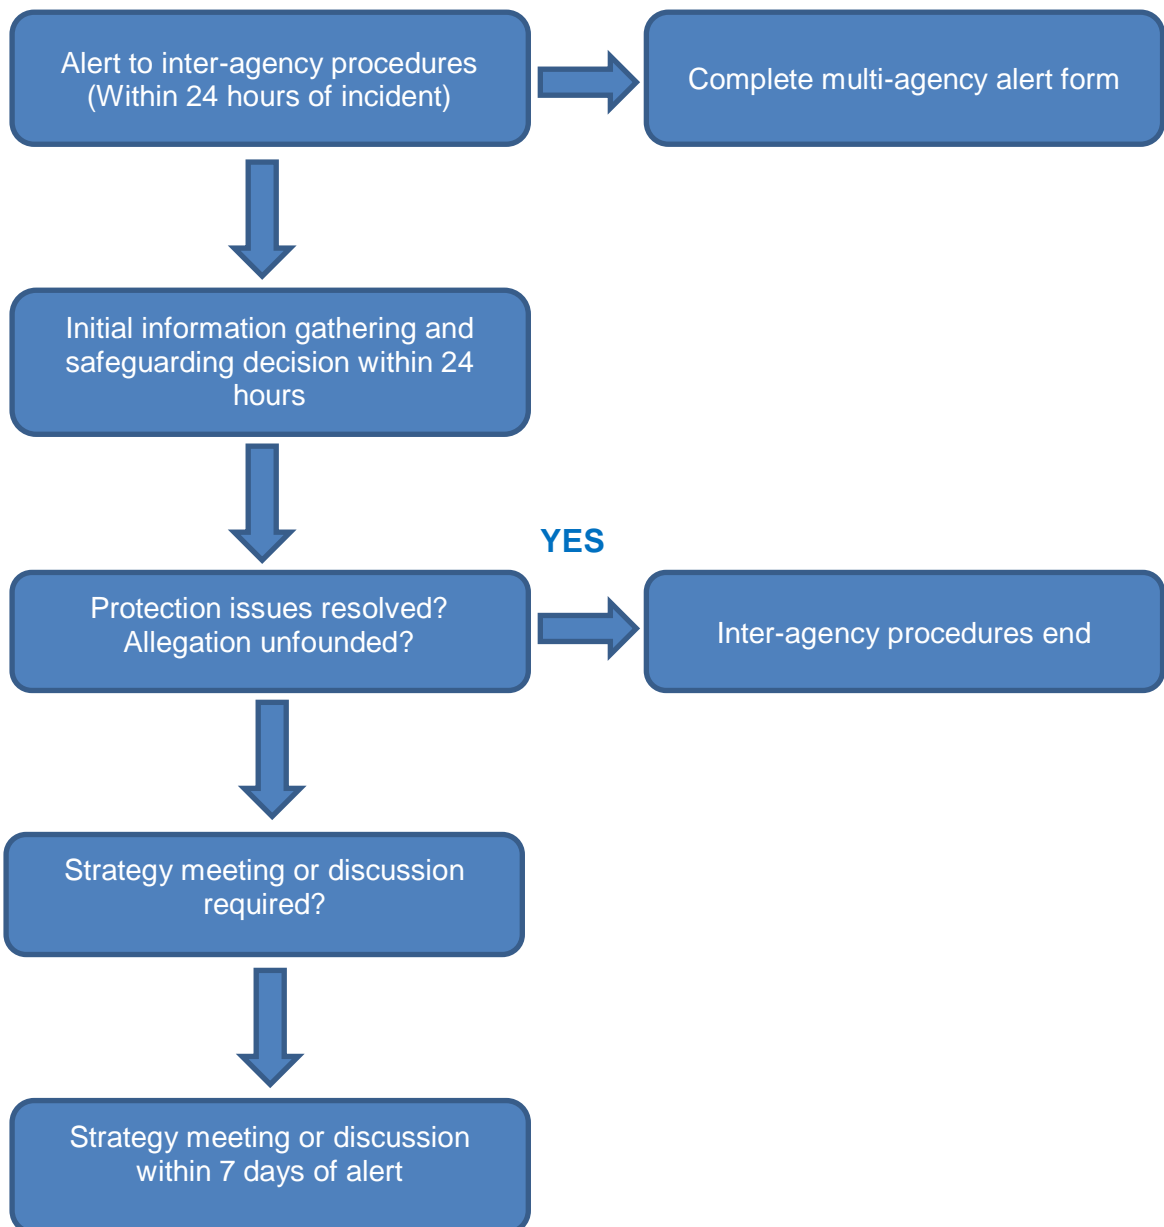 Alert to inter-agency procedures
(Within 24 hours of incident)
Complete multi-agency alert form
Initial information gathering and
safeguarding decision within 24
hours
YES
Protection issues resolved?
Allegation unfounded?
Inter-agency procedures end
Strategy meeting or discussion
required?
Strategy meeting or discussion
within 7 days of alert